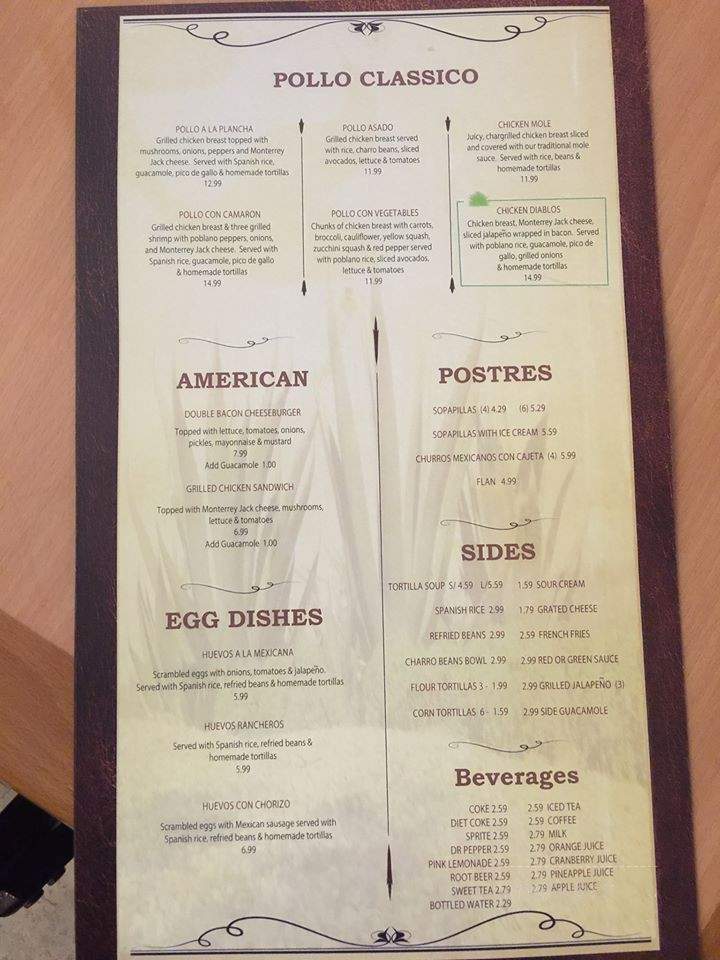 POLLO CLASSICO
POLLO A LA PLANCHA
Grilled chicken breast topped with
mushrooms, onions, peppers and Monterrey
Jack cheese. Served with Spanish rice,
guacamole, pico de gallo & homemade tortillas
12.99
POLLO ASADO
Grilled chicken breast served
with rice, charro beans, sliced
avocados, lettuce & tomatoes
11.99
CHICKEN MOLE
Juicy, chargrilled chicken breast sliced
and covered with our traditional mole
sauce. Served with rice, beans &
homemade tortillas
11.99
POLLO CON CAMARON
Grilled chicken breast & three grilled
shrimp with poblano peppers, onions,
and Monterrey Jack cheese. Served with
Spanish rice, guacamole, pico de gallo
& homemade tortillas
14.99
POLLO CON VEGETABLES
Chunks of chicken breast with carrots,
broccoli, cauliflower, yellow squash,
zucchini squash & red pepper served
with poblano rice, sliced avocados,
lettuce & tomatoes
11.99
CHICKEN DIABLOS
Chicken breast, Monterrey Jack cheese,
sliced jalapeño wrapped in bacon. Served
with poblano rice, guacamole, pico de
gallo, grilled onions
& homemade tortillas
14.99
AMERICAN
DOUBLE BACON CHEESEBURGER
Topped with lettuce, tomatoes, onions,
pickles, mayonnaise & mustard
7.99
Add Guacamole 1.00
GRILLED CHICKEN SANDWICH
Topped with Monterrey Jack cheese, mushrooms,
lettuce & tomatoes
6.99
Add Guacamole 1.00
EGG DISHES
HUEVOS A LA MEXICANA
Scrambled eggs with onions, tomatoes & jalapeño.
Served with Spanish rice, refried beans & homemade tortillas
5.99
HUEVOS RANCHEROS
Served with Spanish rice, refried beans &
homemade tortillas
5.99
HUEVOS CON CHORIZO
Scrambled eggs with Mexican sausage served with
Spanish rice, refried beans & homemade tortillas
6.99
POSTRES
SOPAPILLAS (4) 4.29 (6) 5.29
SOPAPILLAS WITH ICE CREAM 5.59
CHURROS MEXICANOS CON CAJETA (4) 5.99
FLAN 4.99
SIDES
TORTILLA SOUP S/ 4.59 L/5.59 1.59 SOUR CREAM
SPANISH RICE 2.99 1.79 GRATED CHEESE
REFRIED BEANS 2.99 2.59 FRENCH FRIES
CHARRO BEANS BOWL 2.99 2.99 RED OR GREEN SAUCE
FLOUR TORTILLAS 3 - 1.99 2.99 GRILLED JALAPEÑO (3)
CORN TORTILLAS 6 - 1.59 2.99 SIDE GUACAMOLE
Beverages
COKE 2.59 2.59 ICED TEA
DIET COKE 2.59 2.59 COFFEE
SPRITE 2.59 2.79 MILK
DR PEPPER 2.59 2.79 ORANGE JUICE
PINK LEMONADE 2.59 2.79 CRANBERRY JUICE
ROOT BEER 2.59 2.79 PINEAPPLE JUICE
SWEET TEA 2.79 2.79 APPLE JUICE
BOTTLED WATER 2.29